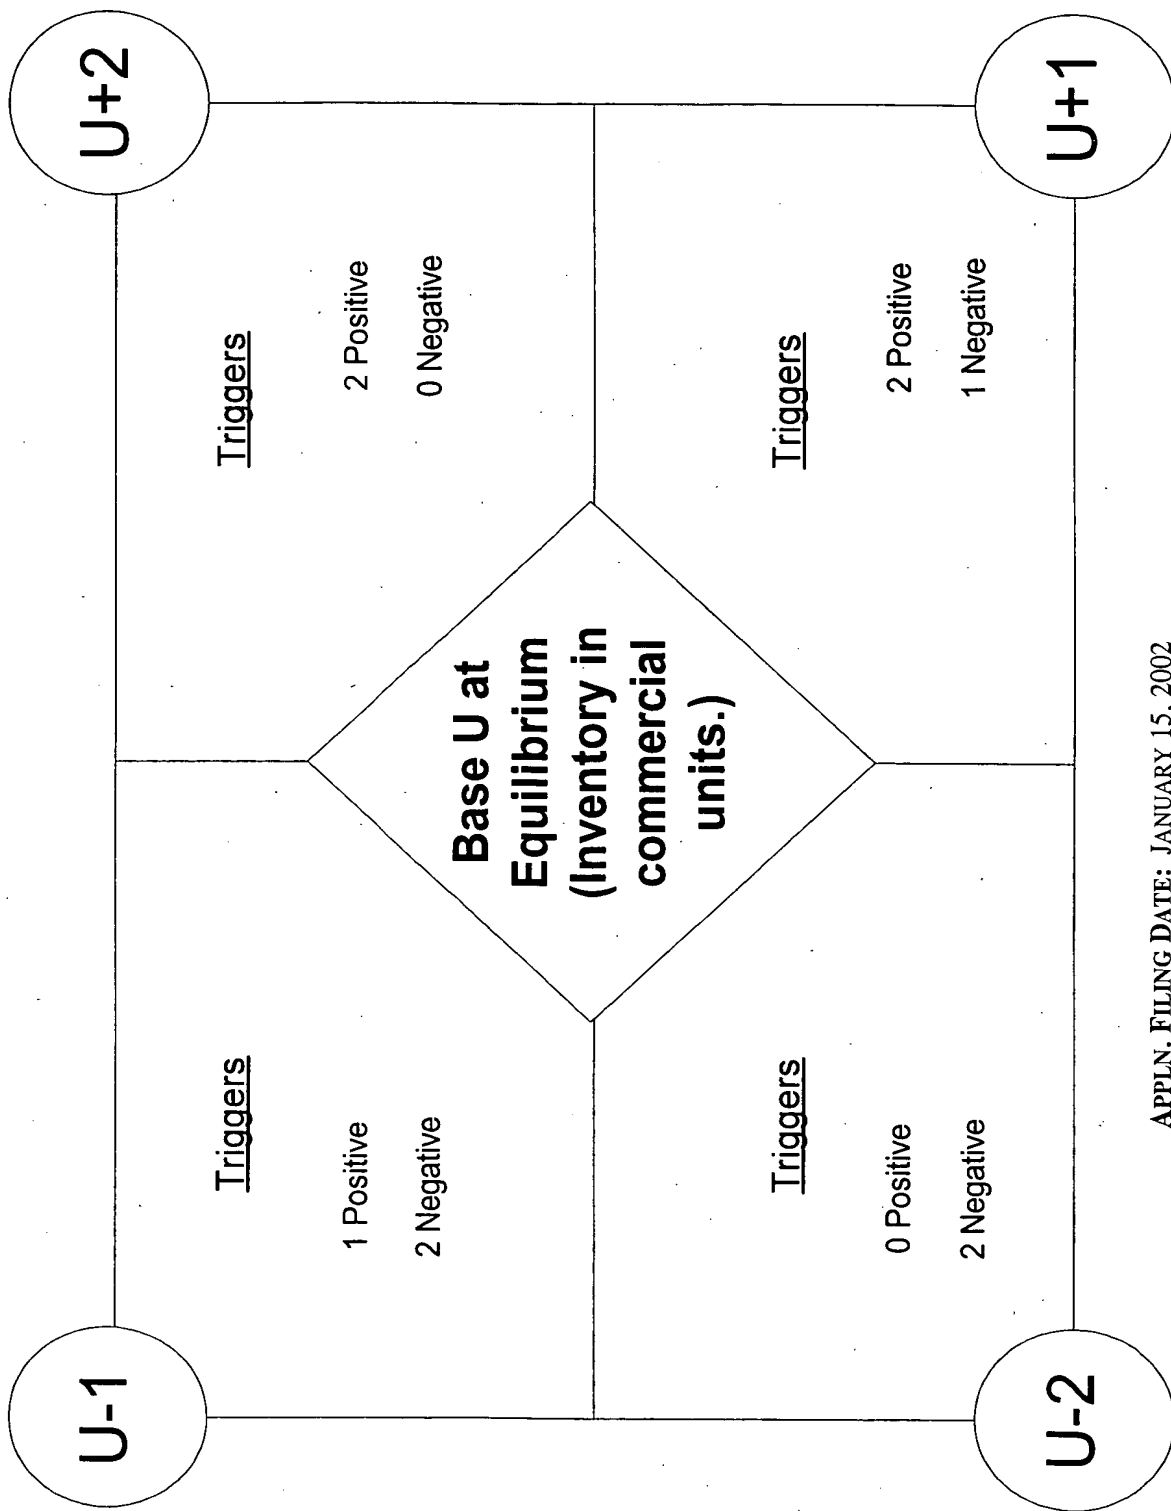 U-1
U+2
Triggers
Triggers
1 Positive
2 Positive
2 Negative
0 Negative
Base U at
Equilibrium
(Inventory in
commercial
units.)
Triggers
Triggers
0 Positive
2 Positive
2 Negative
1 Negative
U-2
U+1
APPLN. FILING DATE: JANUARY 15, 2002